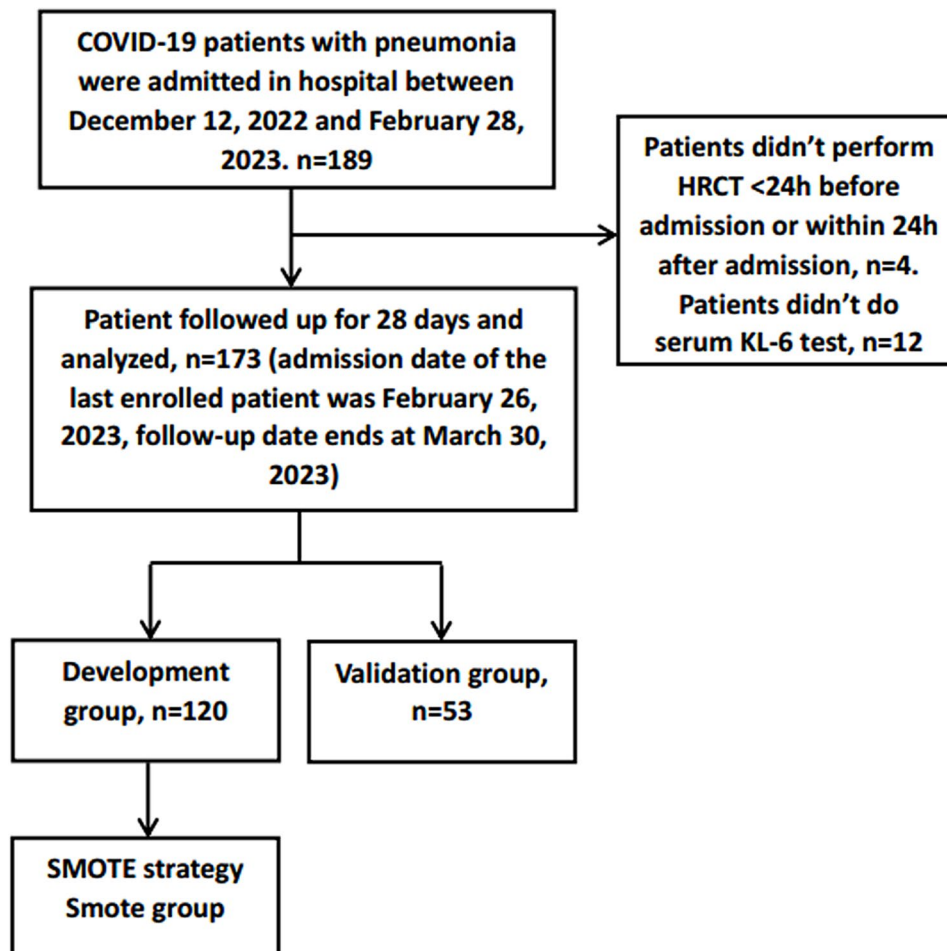 COVID-19 patients with pneumonia
were admitted in hospital between
December 12, 2022 and February 28,
2023. n=189
Patients didn’t perform
HRCT <24h before
admission or within 24h
after admission, n=4.
Patients didn’t do
serum KL-6 test, n=12
Patient followed up for 28 days and
analyzed, n=173 (admission date of the
last enrolled patient was February 26,
2023, follow-up date ends at March 30,
2023)
Development
group, n=120
Validation group,
n=53
SMOTE strategy
Smote group